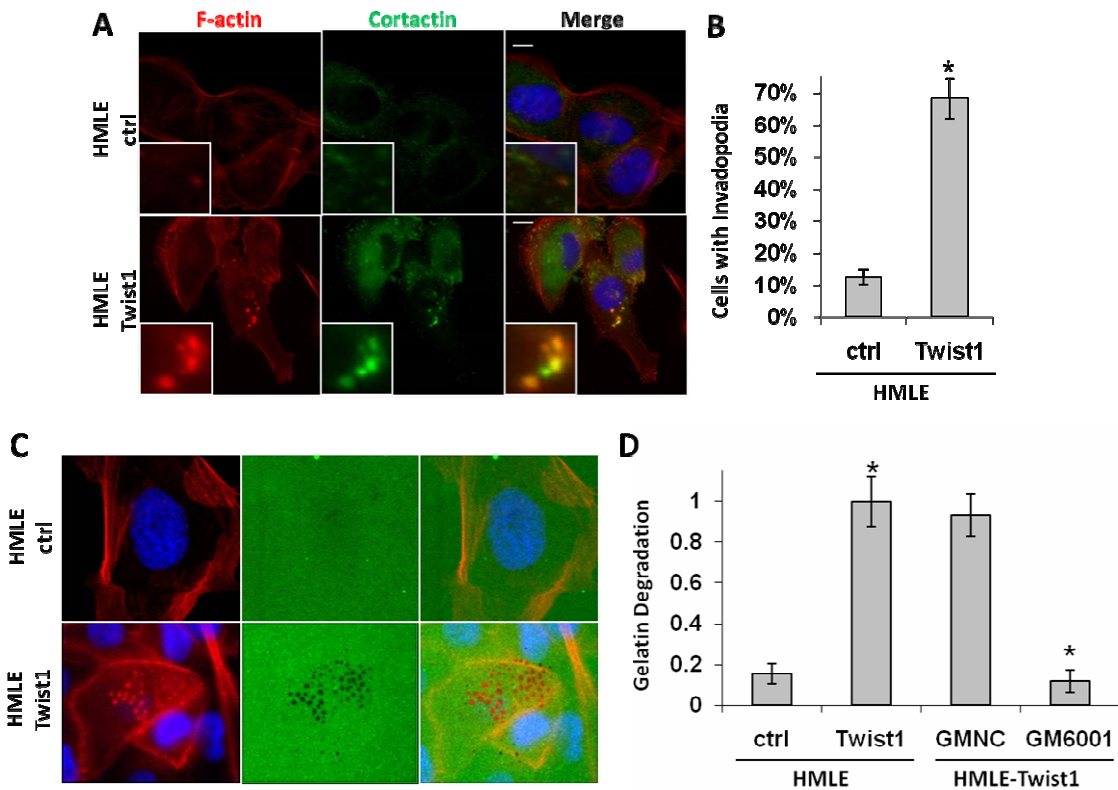 A
F-actin
Cortactin
Merge
HMLE
ctrl
HMLE
Twist1
B
Cells with Invadopodia
70%
60%
50%
40%
30%
20%
10%
0%
*
ctrl
Twist1
HMLE
C
HMLE
ctrl
HMLE
Twist1
D
Gelatin Degradation
1
0.8
0.6
0.4
0.2
0
*
*
ctrl
Twist1
GMNC
GM6001
HMLE
HMLE-Twist1